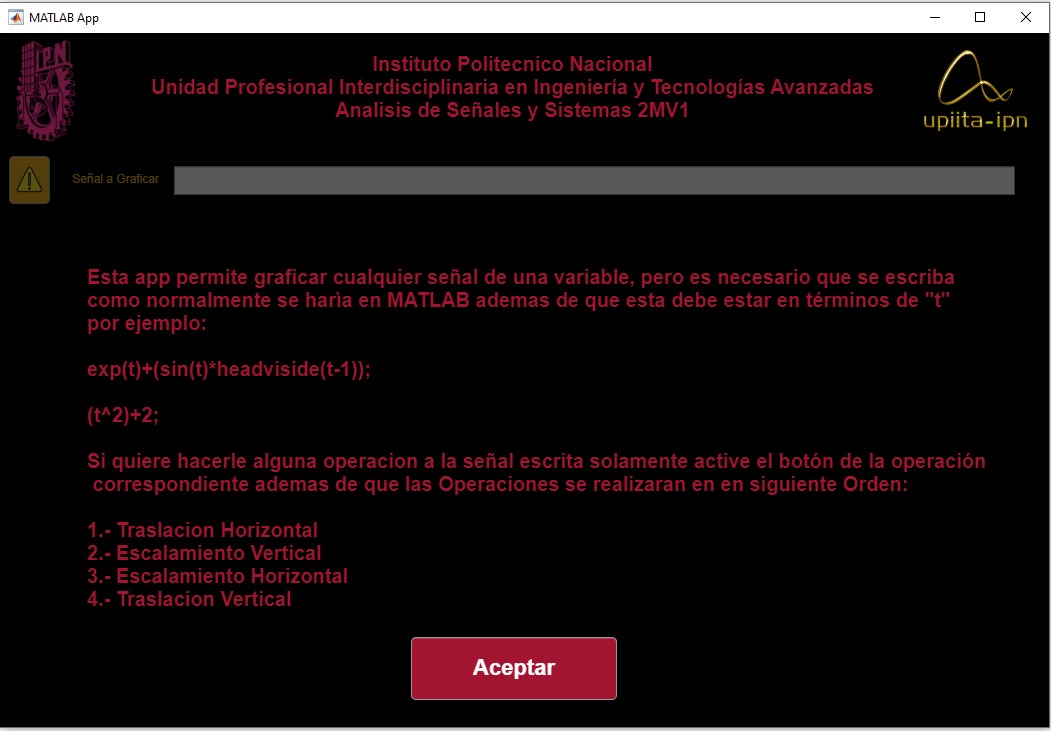 MATLAB App
IPN
Instituto Politecnico Nacional
Unidad Profesional Interdisciplinaria en Ingeniería y Tecnologías Avanzadas
Analisis de Señales y Sistemas 2MV1
upiita-ipn
Señal a Graficar
Esta app permite graficar cualquier señal de una variable, pero es necesario que se escriba
como normalmente se harìa en MATLAB ademas de que esta debe estar en términos de "t"
por ejemplo:
exp(t)+(sin(t)*headviside(t-1));
(t^2)+2;
Si quiere hacerle alguna operacion a la señal escrita solamente active el botón de la operación
correspondiente ademas de que las Operaciones se realizaran en en siguiente Orden:
1.- Traslacion Horizontal
2.- Escalamiento Vertical
3.- Escalamiento Horizontal
4.- Traslacion Vertical
Aceptar